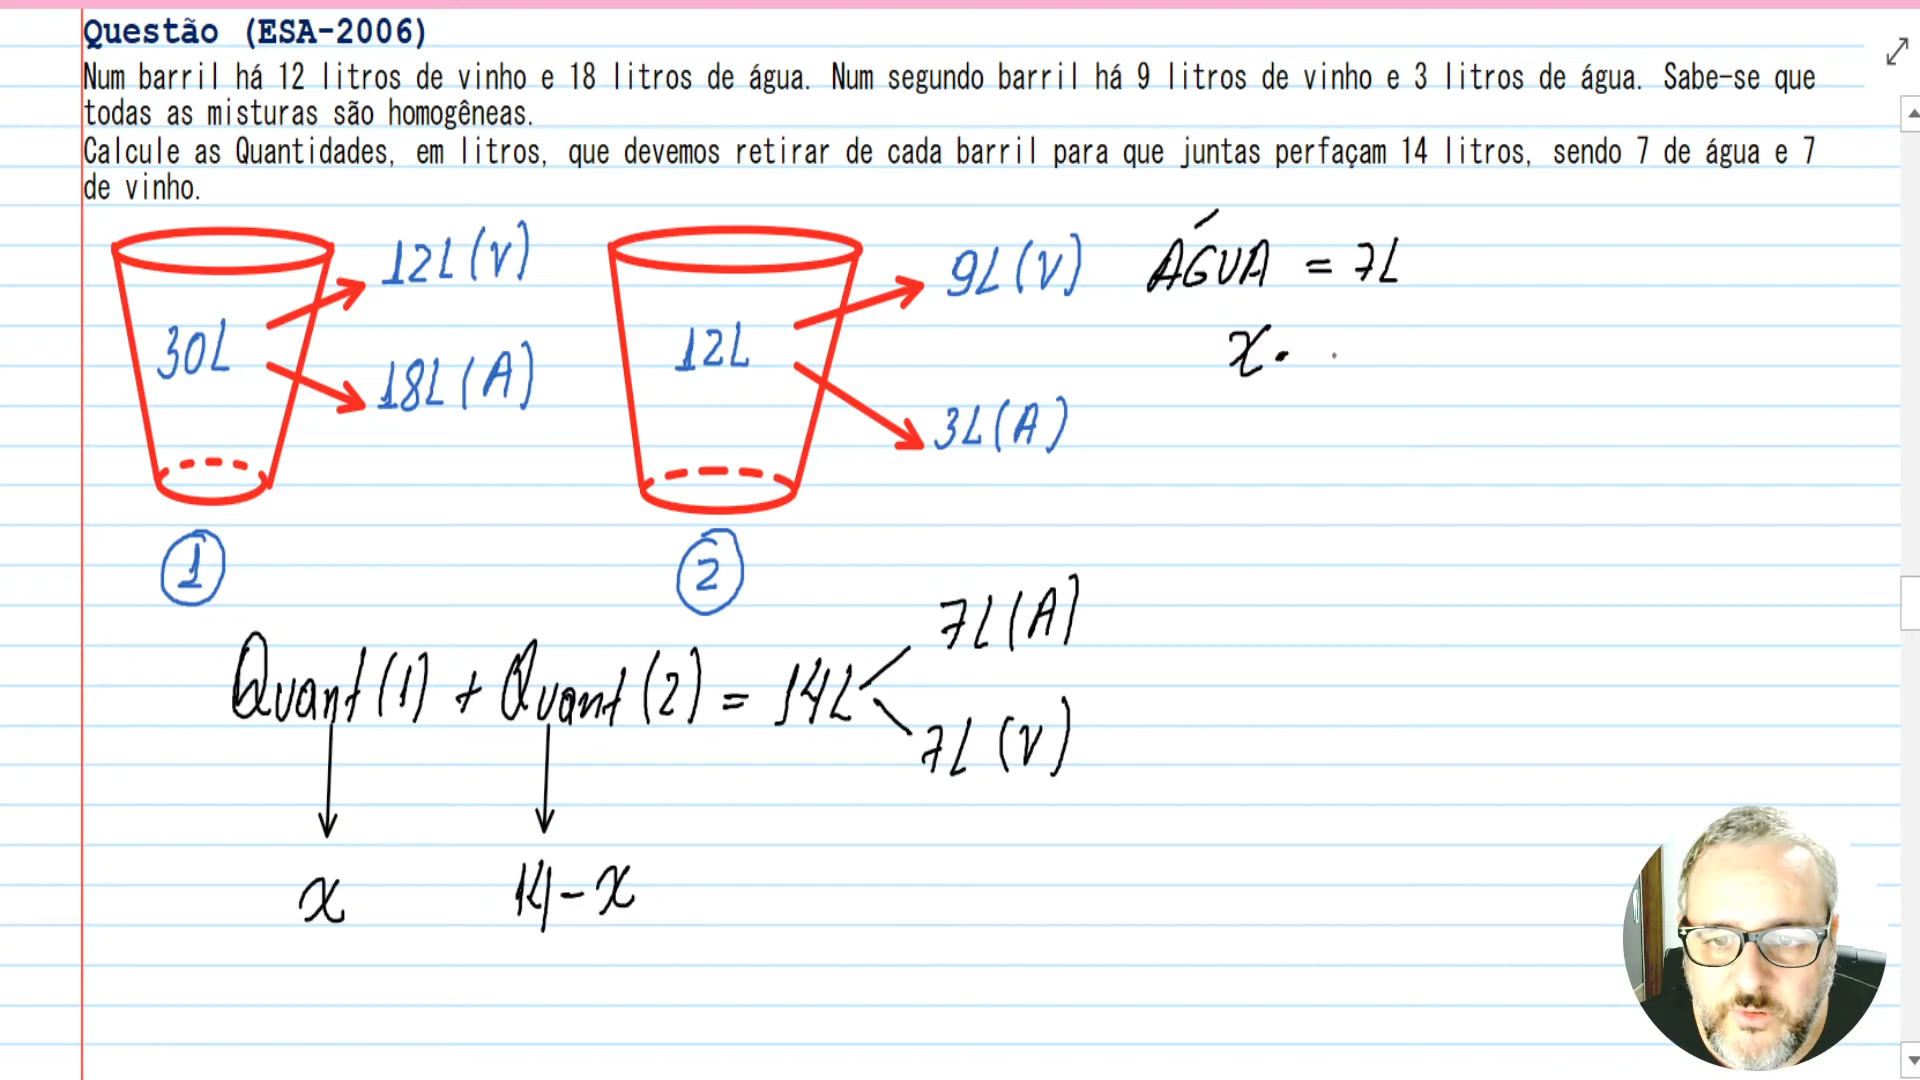 Questão (ESA-2006)
Num barril há 12 litros de vinho e 18 litros de água. Num segundo barril há 9 litros de vinho e 3 litros de água. Sabe-se que
todas as misturas são homogêneas.
Calcule as Quantidades, em litros, que devemos retirar de cada barril para que juntas perfaçam 14 litros, sendo 7 de água e 7
de vinho.
30L
12L(V)
18L(A)
12L
9L(V)
3L(A)
ÁGUA = 7L
x.
1
2
Quant(1) + Quant(2) = 14L
7L(A)
7L(V)
x
14-x